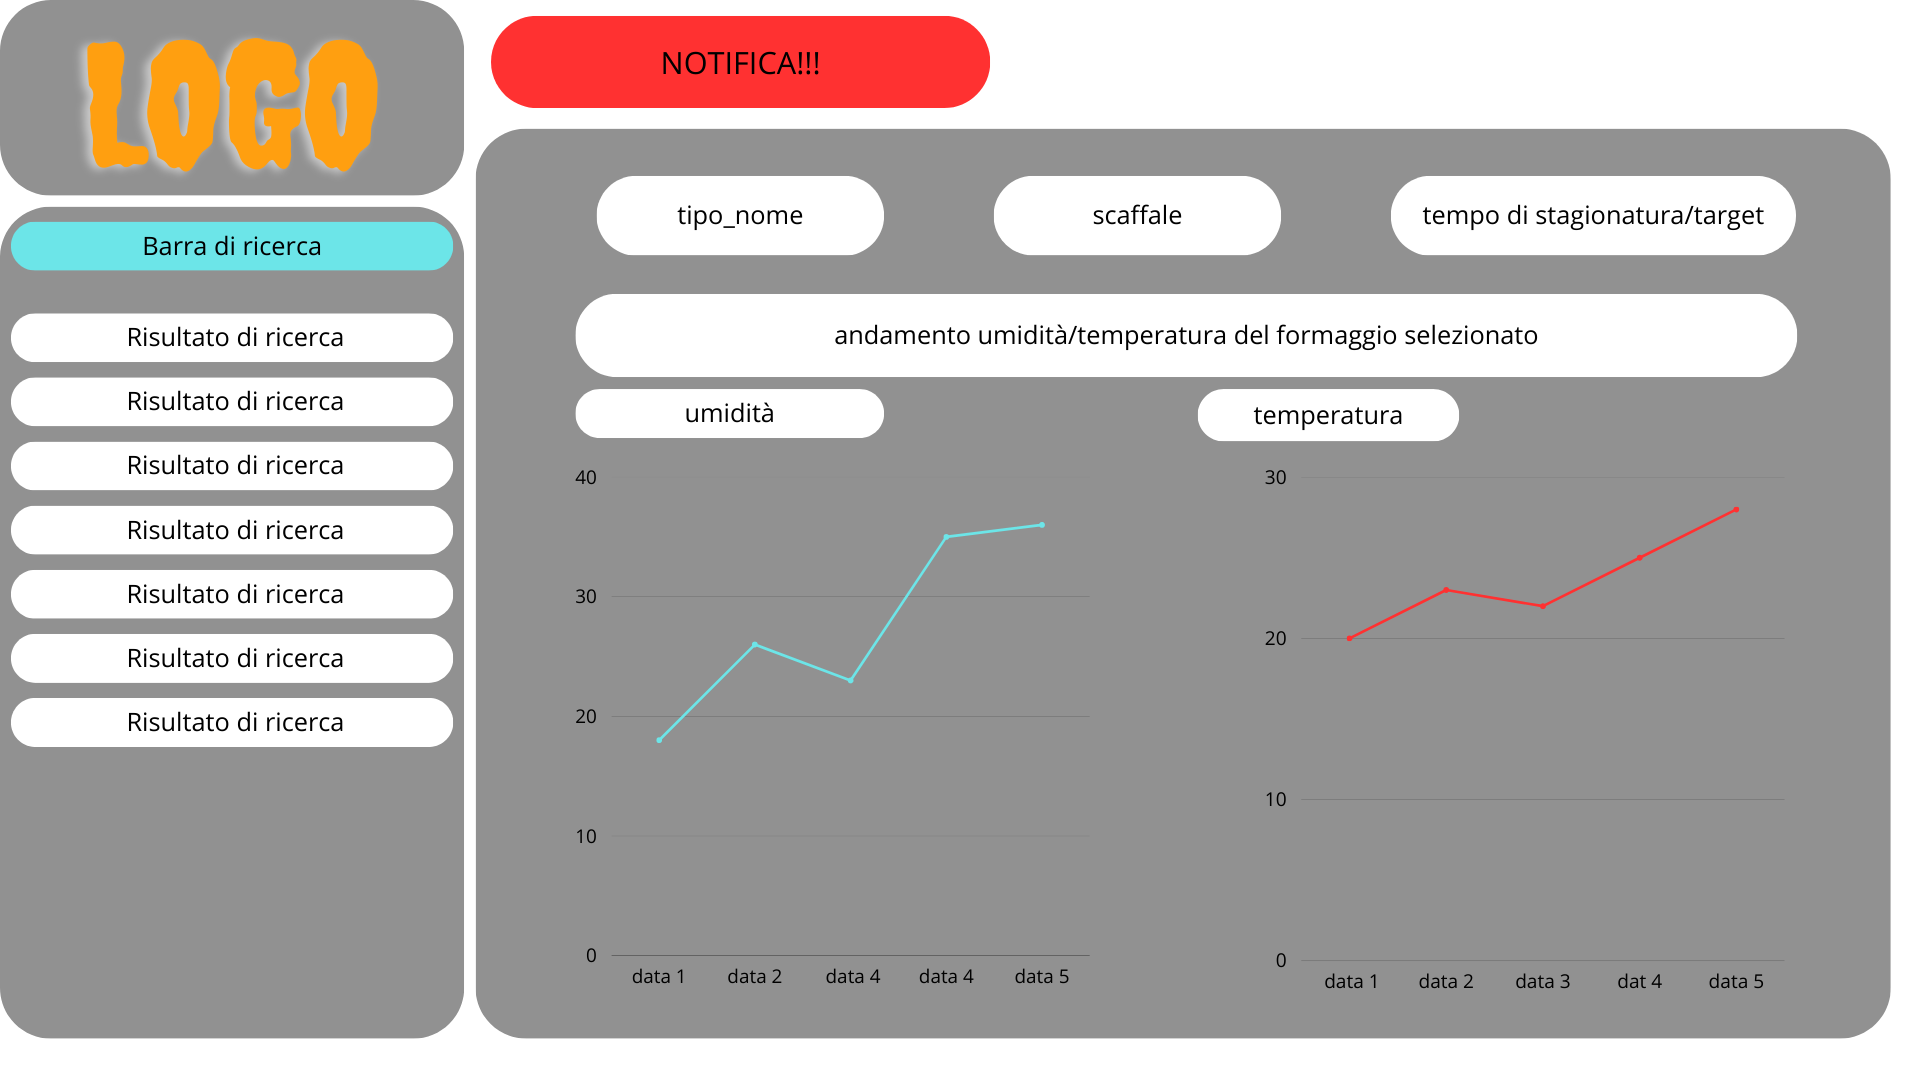 LOGO
Barra di ricerca
Risultato di ricerca
Risultato di ricerca
Risultato di ricerca
Risultato di ricerca
Risultato di ricerca
Risultato di ricerca
Risultato di ricerca
NOTIFICA!!!
tipo_nome
scaffale
tempo di stagionatura/target
andamento umidità/temperatura del formaggio selezionato
umidità
40
30
20
10
0
data 1 data 2 data 4 data 4 data 5
temperatura
30
20
10
0
data 1 data 2 data 3 dat 4 data 5